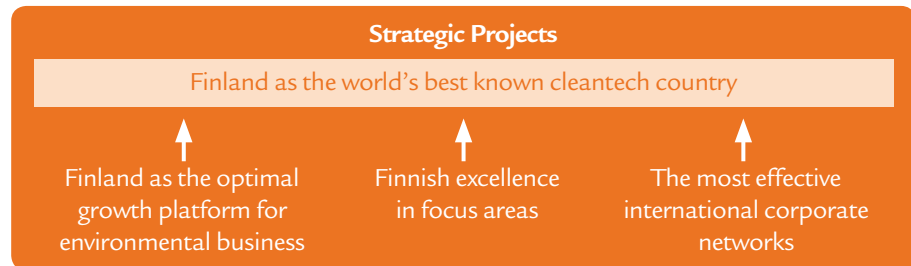 Strategic Projects
Finland as the world’s best known cleantech country
Finland as the optimal
growth platform for
environmental business
Finnish excellence
in focus areas
The most effective
international corporate
networks